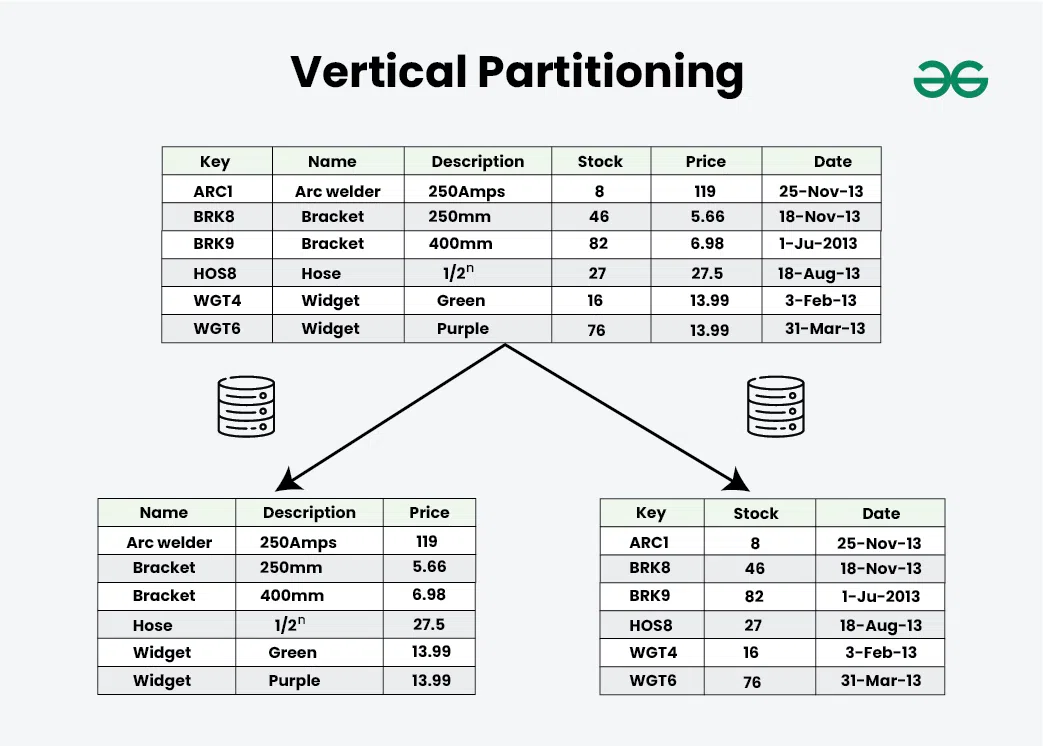 Vertical Partitioning
Key Name Description Stock Price Date
ARC1 Arc welder 250Amps 8 119 25-Nov-13
BRK8 Bracket 250mm 46 5.66 18-Nov-13
BRK9 Bracket 400mm 82 6.98 1-Ju-2013
HOS8 Hose 1/2ⁿ 27 27.5 18-Aug-13
WGT4 Widget Green 16 13.99 3-Feb-13
WGT6 Widget Purple 76 13.99 31-Mar-13
Name Description Price
Arc welder 250Amps 119
Bracket 250mm 5.66
Bracket 400mm 6.98
Hose 1/2ⁿ 27.5
Widget Green 13.99
Widget Purple 13.99
Key Stock Date
ARC1 8 25-Nov-13
BRK8 46 18-Nov-13
BRK9 82 1-Ju-2013
HOS8 27 18-Aug-13
WGT4 16 3-Feb-13
WGT6 76 31-Mar-13